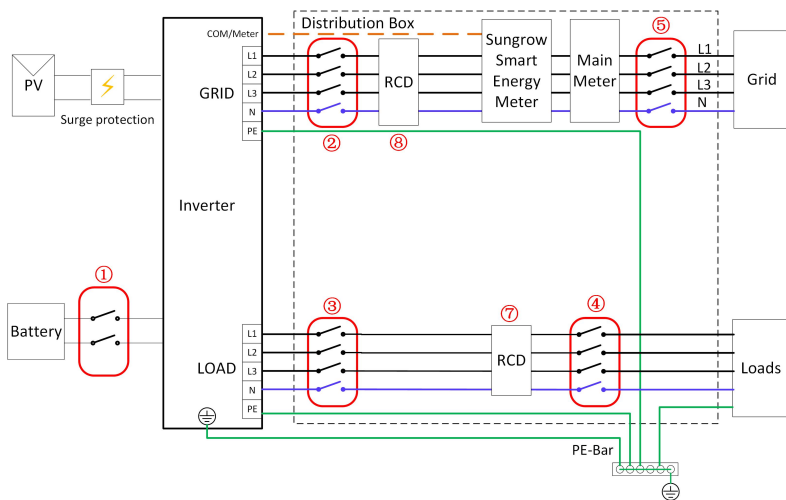 Distribution Box
COM/Meter
L1
L2
GRID
L3
N
PE
②
RCD
⑧
Sungrow
Smart
Energy
Meter
Main
Meter
⑤
L1
L2
L3
N
Grid
PV
Surge protection
Inverter
①
Battery
L1
L2
LOAD
L3
N
PE
③
⑦
RCD
④
Loads
PE-Bar